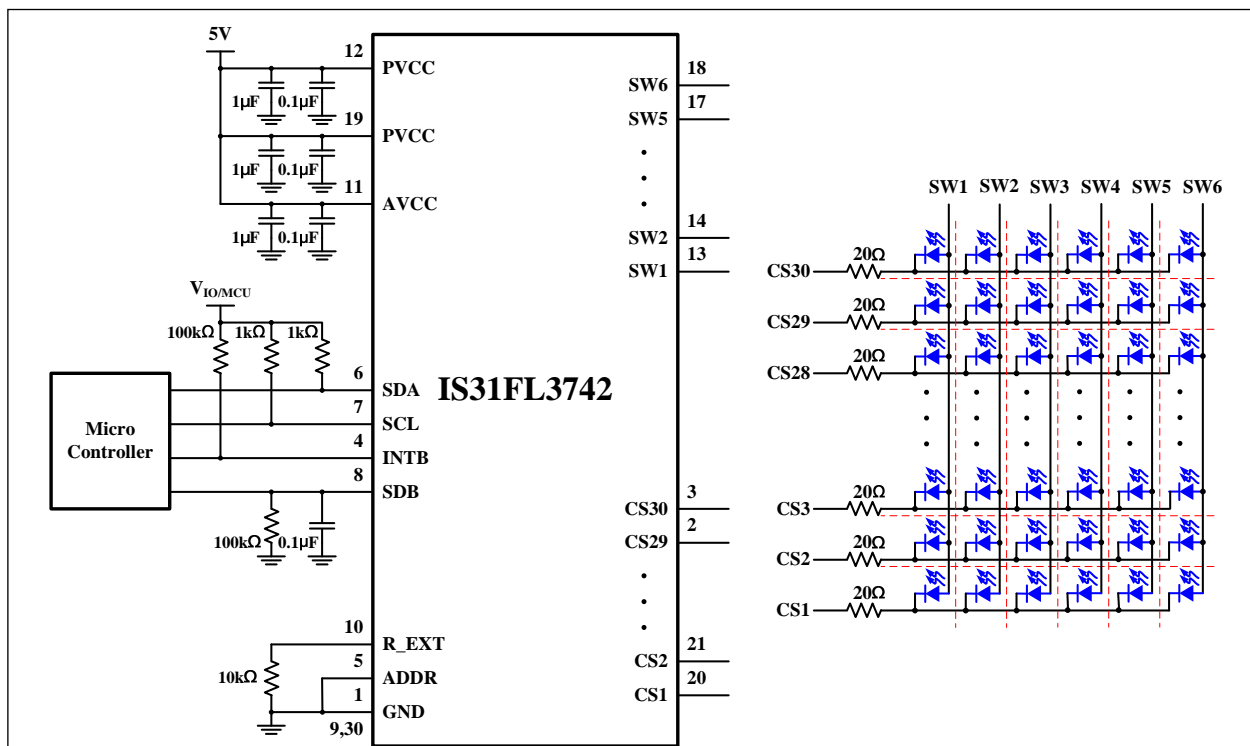 5V
12
PVCC
1µF
0.1µF
19
PVCC
1µF
0.1µF
11
AVCC
1µF
0.1µF
VIO/MCU
100kΩ
1kΩ
1kΩ
Micro
Controller
6
SDA
7
SCL
4
INTB
8
SDB
100kΩ
0.1µF
10
R_EXT
10kΩ
5
ADDR
1
GND
9,30
IS31FL3742
18
SW6
17
SW5
14
SW2
13
SW1
3
CS30
2
CS29
21
CS2
20
CS1
SW1 SW2 SW3 SW4 SW5 SW6
CS30 20Ω
CS29 20Ω
CS28 20Ω
CS3 20Ω
CS2 20Ω
CS1 20Ω